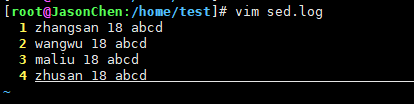 [root@JasonChen:/home/test]# vim sed.log
1 zhangsan 18 abcd
2 wangwu 18 abcd
3 maliu 18 abcd
4 zhusan 18 abcd
~